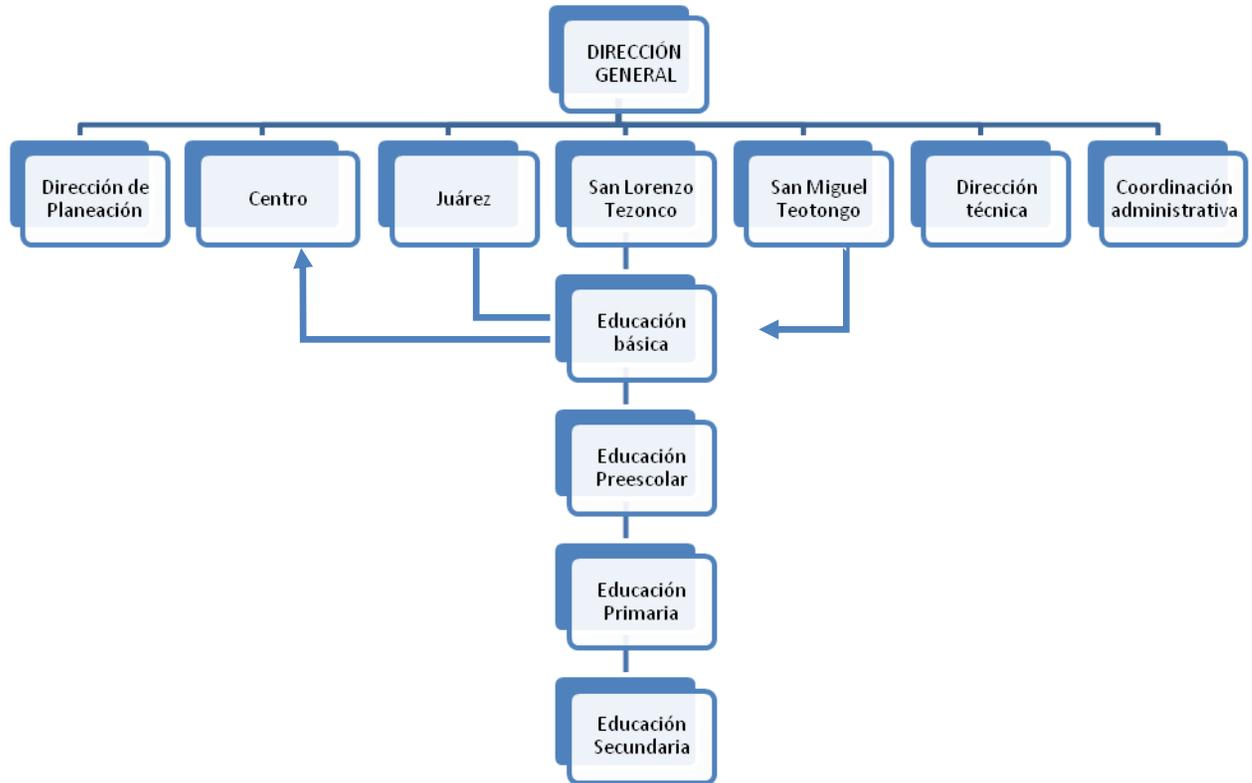 DIRECCIÓN
GENERAL
Dirección de
Planeación
Centro
Juárez
San Lorenzo
Tezonco
San Miguel
Teotongo
Dirección
técnica
Coordinación
administrativa
Educación
básica
Educación
Preescolar
Educación
Primaria
Educación
Secundaria